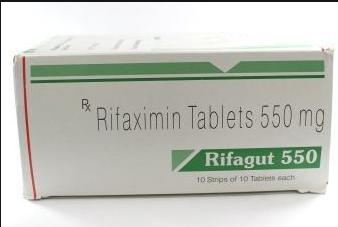 Rx Rifaximin Tablets 550 mg
Rifagut 550
10 Strips of 10 Tablets each